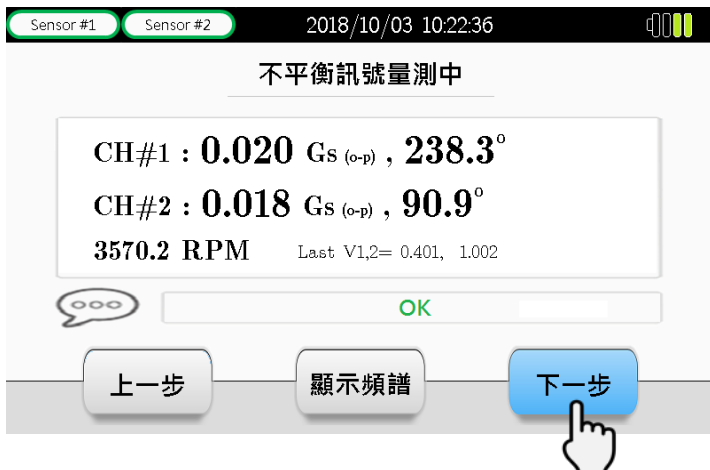 Sensor #1 Sensor #2 2018/10/03 10:22:36
不平衡訊號量測中
CH#1 : 0.020 Gs (o-p) , 238.3°
CH#2 : 0.018 Gs (o-p) , 90.9°
3570.2 RPM Last V1,2= 0.401, 1.002
OK
上一步 顯示頻譜 下一步